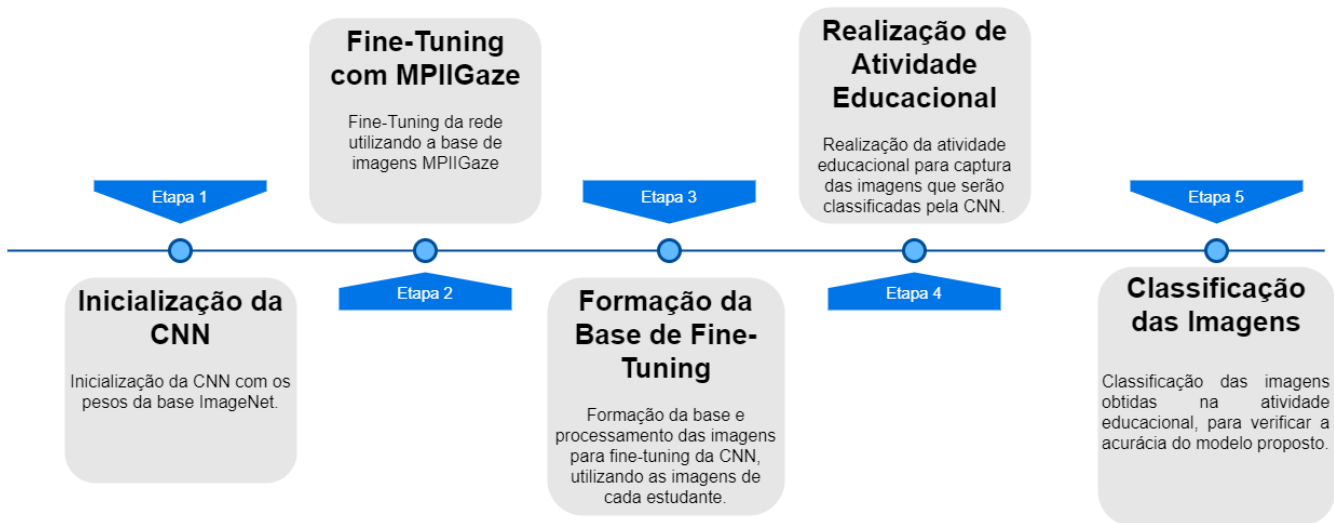 Etapa 1
Inicialização da
CNN
Inicialização da CNN com os
pesos da base ImageNet.
Fine-Tuning
com MPIIGaze
Fine-Tuning da rede
utilizando a base de
imagens MPIIGaze
Etapa 2
Etapa 3
Formação da
Base de Fine-
Tuning
Formação da base e
processamento das imagens
para fine-tuning da CNN,
utilizando as imagens de
cada estudante.
Realização de
Atividade
Educacional
Realização da atividade
educacional para captura
das imagens que serão
classificadas pela CNN.
Etapa 4
Etapa 5
Classificação
das Imagens
Classificação das imagens
obtidas na atividade
educacional, para verificar a
acurácia do modelo proposto.